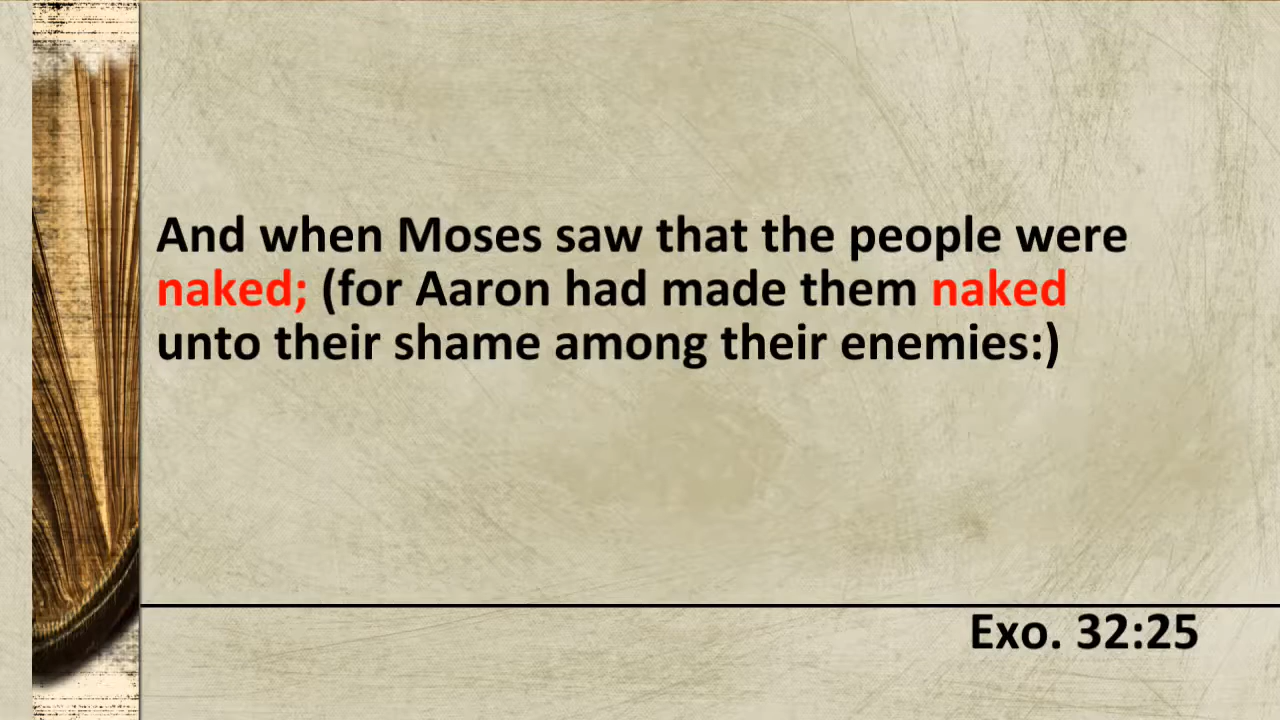 And when Moses saw that the people were
naked; (for Aaron had made them naked
unto their shame among their enemies:)
Exo. 32:25